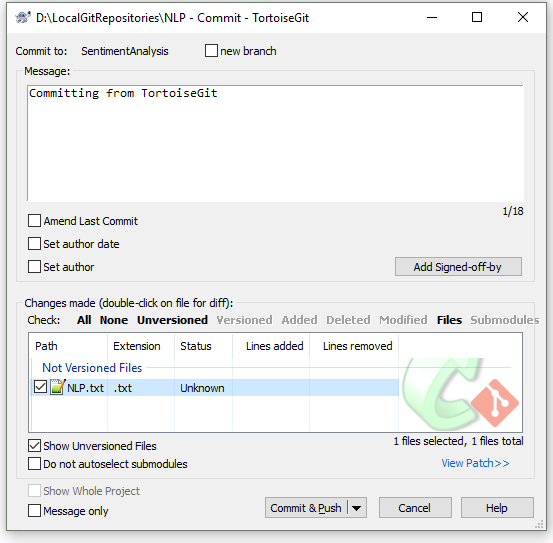 D:\LocalGitRepositories\NLP - Commit - TortoiseGit
Commit to: SentimentAnalysis new branch
Message:
Committing from TortoiseGit
1/18
Amend Last Commit
Set author date
Set author Add Signed-off-by
Changes made (double-click on file for diff):
Check: All None Unversioned Versioned Added Deleted Modified Files Submodules
Path Extension Status Lines added Lines removed
Not Versioned Files
NLP.txt .txt Unknown
Show Unversioned Files 1 files selected, 1 files total
Do not autoselect submodules View Patch>>
Show Whole Project
Message only Commit & Push Cancel Help